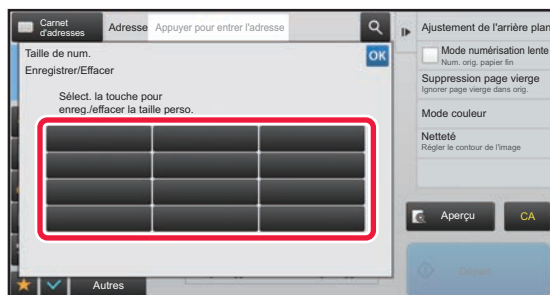 Carnet
d'adresses
Adresse
Appuyer pour entrer l'adresse
Taille de num.
OK
Enregistrer/Effacer
Sélect. la touche pour
enreg./effacer la taille perso.
Autres
Ajustement de l'arrière plan
Mode numérisation lente
Num. orig. papier fin
Suppression page vierge
Ignorer page vierge dans orig.
Mode couleur
Netteté
Régler le contour de l'image
Aperçu
CA
Départ